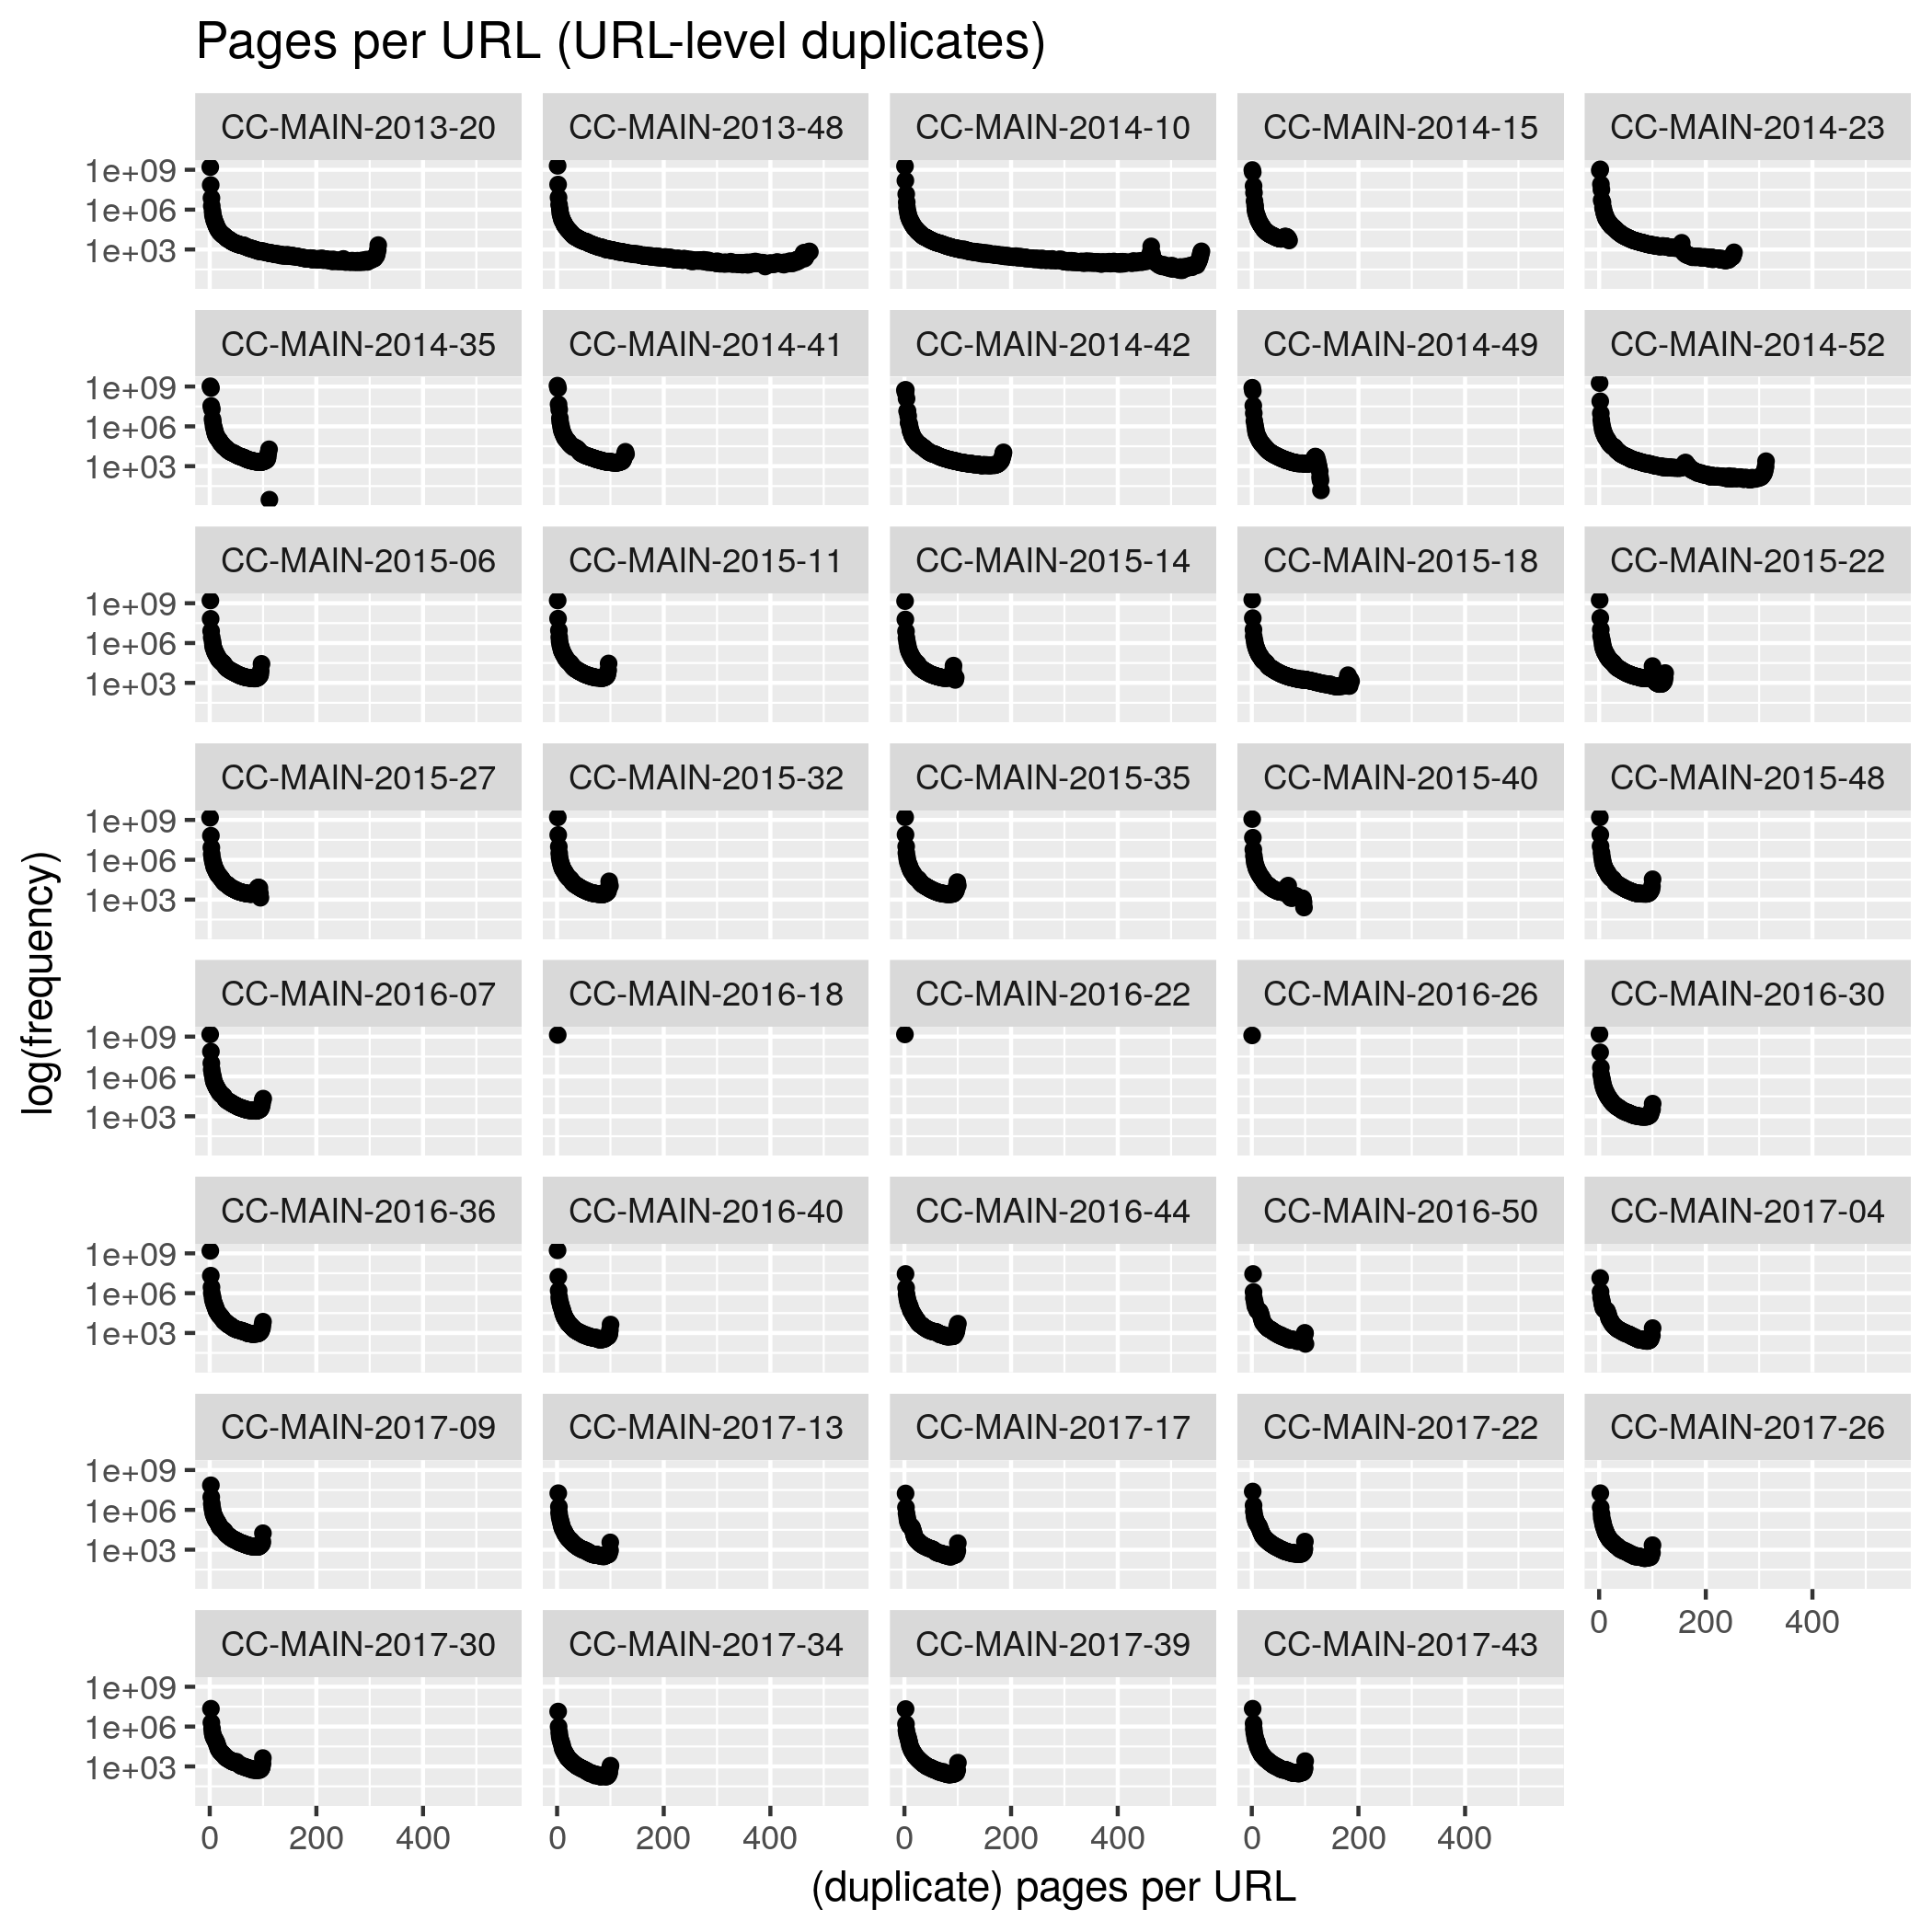 Pages per URL (URL-level duplicates)
CC-MAIN-2013-20 CC-MAIN-2013-48 CC-MAIN-2014-10 CC-MAIN-2014-15 CC-MAIN-2014-23
1e+09
1e+06
1e+03
CC-MAIN-2014-35 CC-MAIN-2014-41 CC-MAIN-2014-42 CC-MAIN-2014-49 CC-MAIN-2014-52
1e+09
1e+06
1e+03
CC-MAIN-2015-06 CC-MAIN-2015-11 CC-MAIN-2015-14 CC-MAIN-2015-18 CC-MAIN-2015-22
1e+09
1e+06
1e+03
CC-MAIN-2015-27 CC-MAIN-2015-32 CC-MAIN-2015-35 CC-MAIN-2015-40 CC-MAIN-2015-48
1e+09
1e+06
1e+03
log(frequency)
CC-MAIN-2016-07 CC-MAIN-2016-18 CC-MAIN-2016-22 CC-MAIN-2016-26 CC-MAIN-2016-30
1e+09
1e+06
1e+03
CC-MAIN-2016-36 CC-MAIN-2016-40 CC-MAIN-2016-44 CC-MAIN-2016-50 CC-MAIN-2017-04
1e+09
1e+06
1e+03
CC-MAIN-2017-09 CC-MAIN-2017-13 CC-MAIN-2017-17 CC-MAIN-2017-22 CC-MAIN-2017-26
1e+09
1e+06
1e+03
0 200 400
CC-MAIN-2017-30 CC-MAIN-2017-34 CC-MAIN-2017-39 CC-MAIN-2017-43
1e+09
1e+06
1e+03
0 200 400 0 200 400 0 200 400 0 200 400
(duplicate) pages per URL